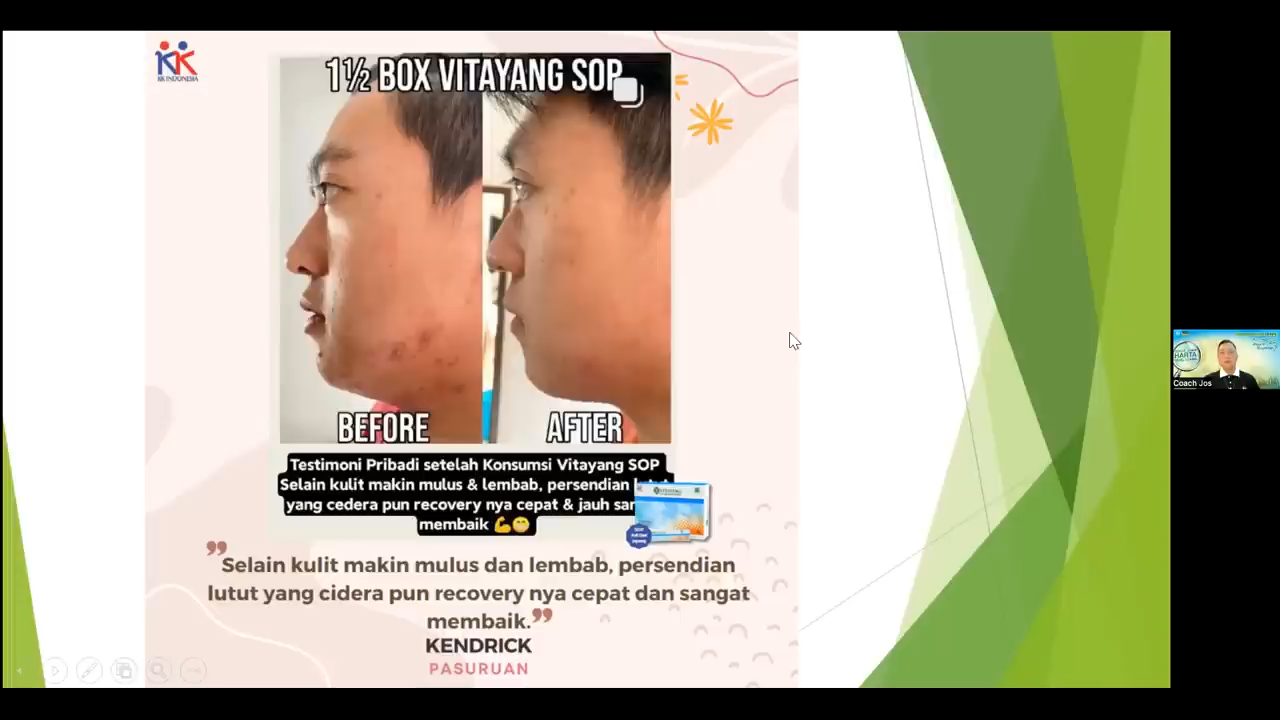 KK INDONESIA
1½ BOX VITAYANG SOP
BEFORE
AFTER
Testimoni Pribadi setelah Konsumsi Vitayang SOP
Selain kulit makin mulus & lembab, persendian lutut
yang cedera pun recovery nya cepat & jauh
membaik 💪😁
"Selain kulit makin mulus dan lembab, persendian
lutut yang cidera pun recovery nya cepat dan sangat
membaik."
KENDRICK
PASURUAN
HARTA
Coach Jos